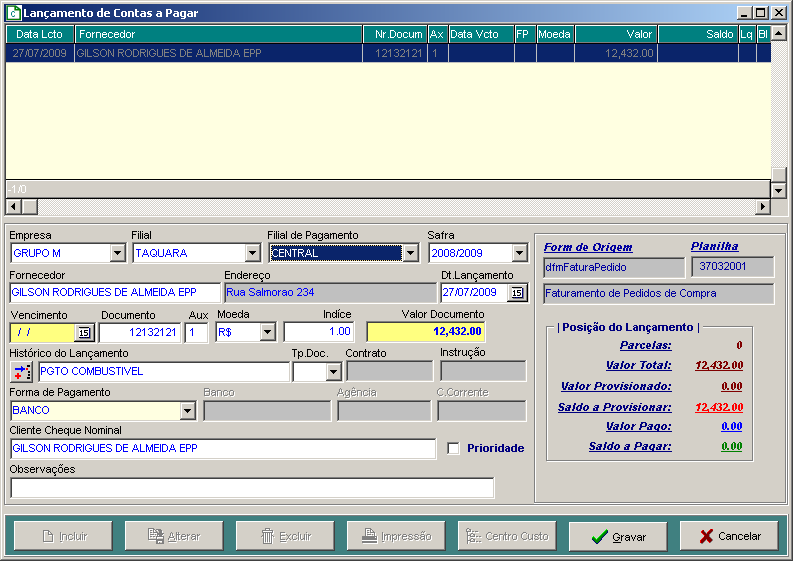 Lançamento de Contas a Pagar
Data Lcto Fornecedor Nr.Docum Ax Data Vcto FP Moeda Valor Saldo Lq Bl
27/07/2009 GILSON RODRIGUES DE ALMEIDA EPP 12132121 1 12,432.00
-1/0
Empresa Filial Filial de Pagamento Safra
GRUPO M TAQUARA CENTRAL 2008/2009
Fornecedor Endereço Dt.Lançamento
GILSON RODRIGUES DE ALMEIDA EPP Rua Salmorao 234 27/07/2009 15
Vencimento Documento Aux Moeda Indíce Valor Documento
/ / 15 12132121 1 R$ 1.00 12,432.00
Histórico do Lançamento Tp.Doc. Contrato Instrução
PGTO COMBUSTIVEL
Forma de Pagamento Banco Agência C.Corrente
BANCO
Cliente Cheque Nominal
GILSON RODRIGUES DE ALMEIDA EPP Prioridade
Observações
Form de Origem Planilha
dfmFaturaPedido 37032001
Faturamento de Pedidos de Compra
| Posição do Lançamento |
Parcelas: 0
Valor Total: 12,432.00
Valor Provisionado: 0.00
Saldo a Provisionar: 12,432.00
Valor Pago: 0.00
Saldo a Pagar: 0.00
Incluir Alterar Excluir Impressão Centro Custo Gravar Cancelar